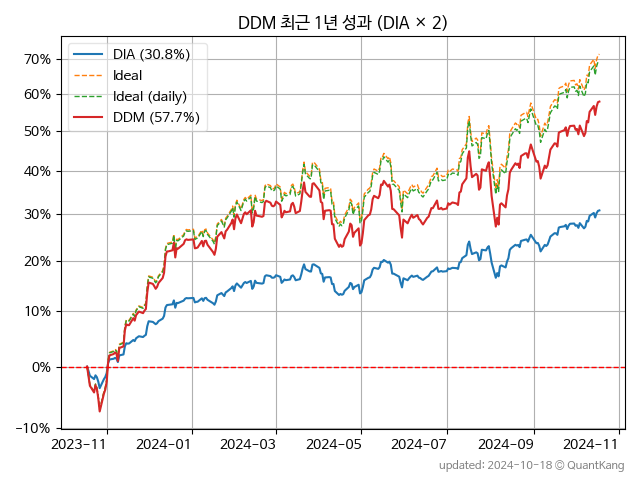 DDM 최근 1년 성과 (DIA × 2)
DIA (30.8%)
Ideal
Ideal (daily)
DDM (57.7%)
70%
60%
50%
40%
30%
20%
10%
0%
−10%
2023-11
2024-01
2024-03
2024-05
2024-07
2024-09
2024-11
updated: 2024-10-18 © QuantKang